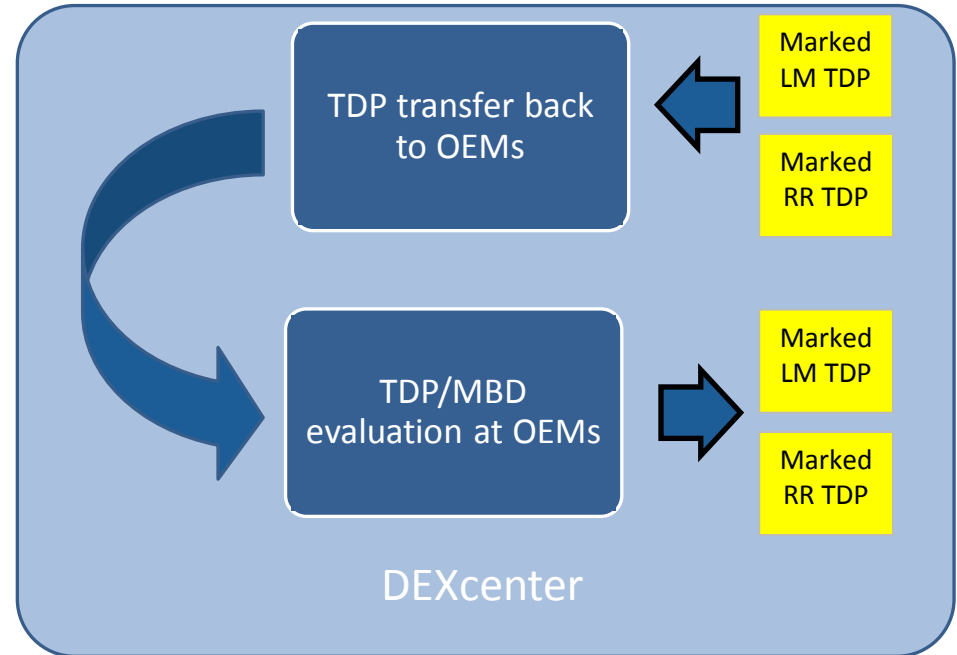 TDP transfer back
to OEMs
Marked
LM TDP
Marked
RR TDP
TDP/MBD
evaluation at OEMs
Marked
LM TDP
Marked
RR TDP
DEXcenter